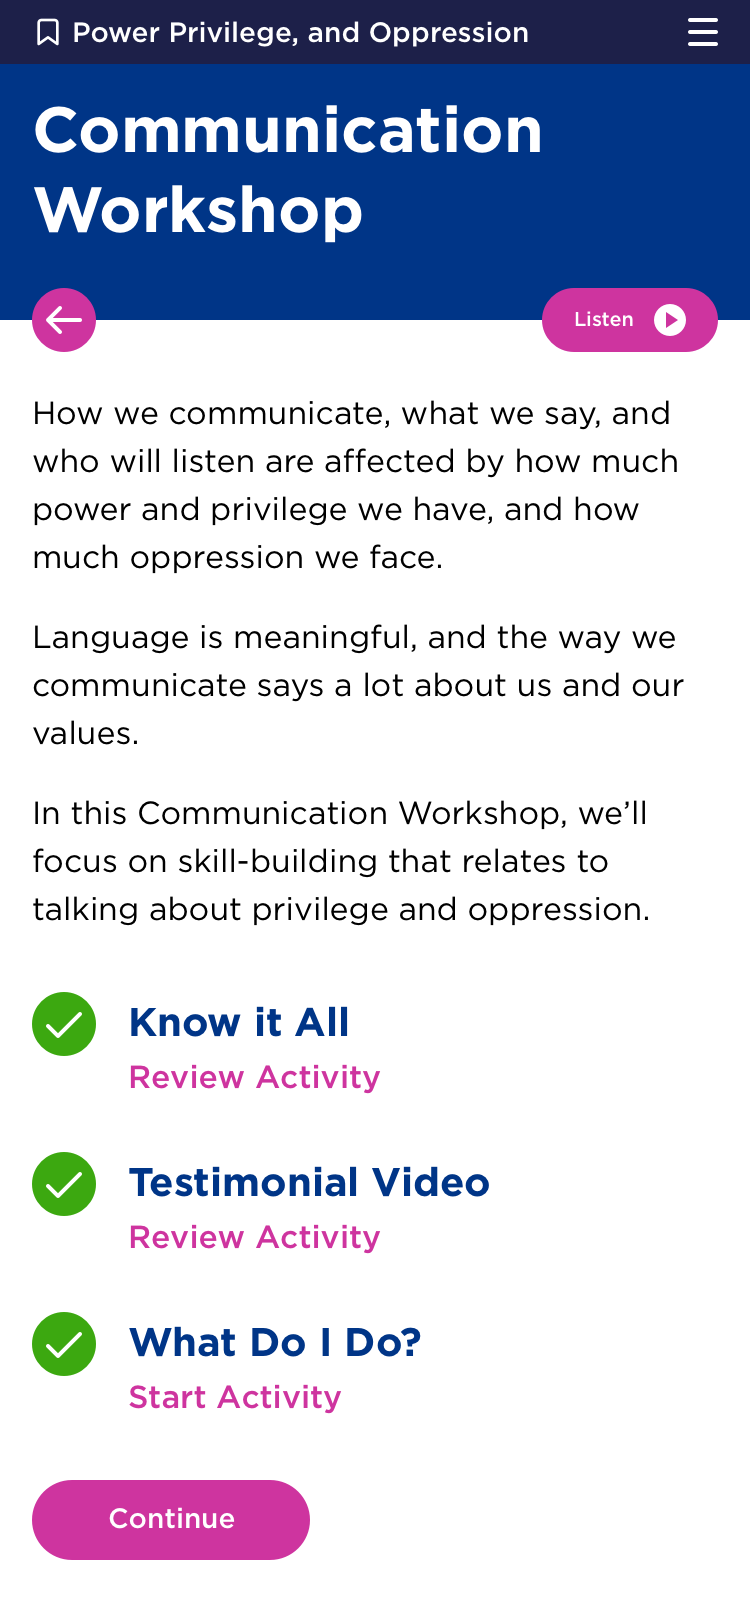 Power Privilege, and Oppression
Communication
Workshop
Listen
How we communicate, what we say, and
who will listen are affected by how much
power and privilege we have, and how
much oppression we face.
Language is meaningful, and the way we
communicate says a lot about us and our
values.
In this Communication Workshop, we’ll
focus on skill-building that relates to
talking about privilege and oppression.
Know it All
Review Activity
Testimonial Video
Review Activity
What Do I Do?
Start Activity
Continue